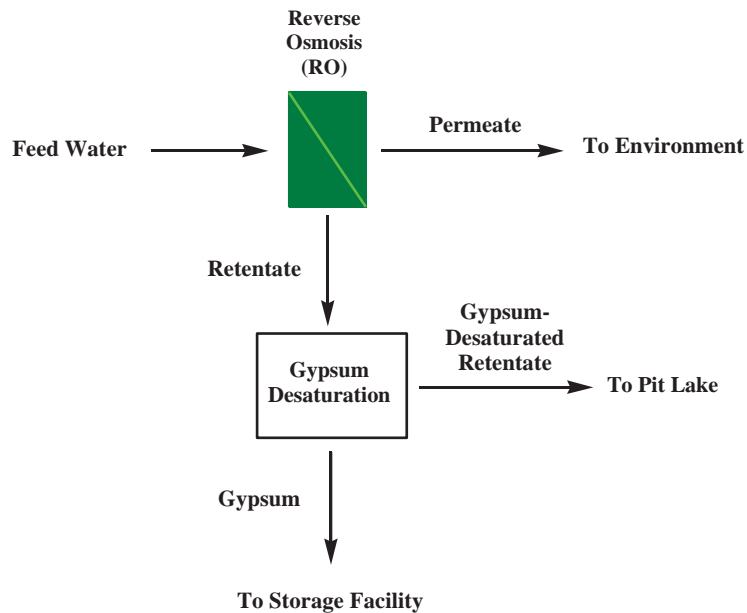 Reverse
Osmosis
(RO)
Feed Water
Permeate
To Environment
Retentate
Gypsum-
Desaturated
Retentate
Gypsum
Desaturation
To Pit Lake
Gypsum
To Storage Facility